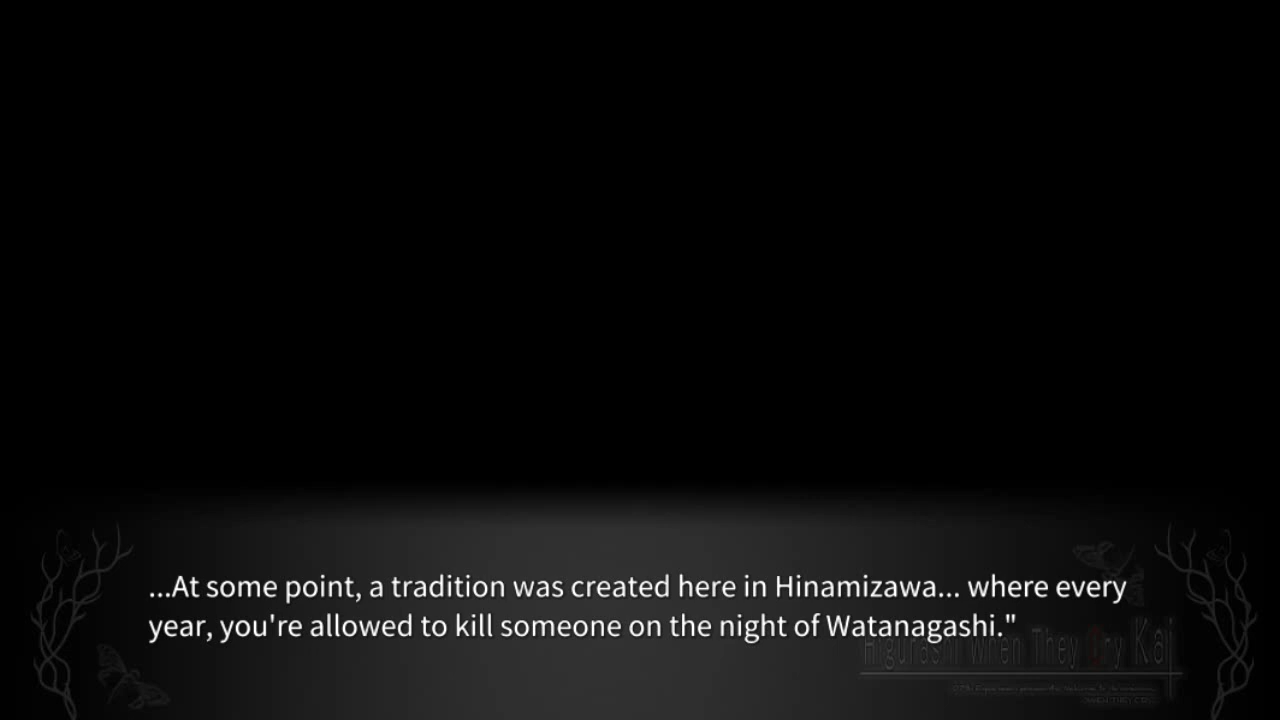 ...At some point, a tradition was created here in Hinamizawa... where every
year, you're allowed to kill someone on the night of Watanagashi."
Higurashi When They Cry Kai